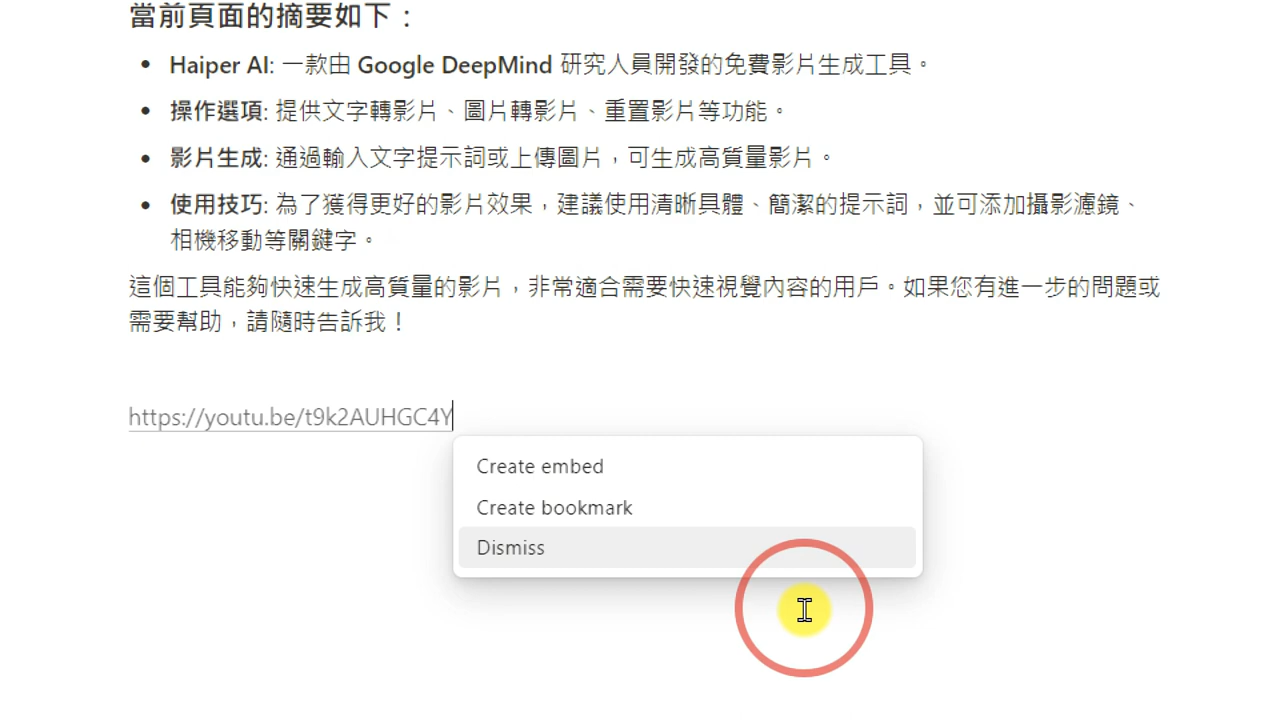 當前頁面的摘要如下：
• Haiper AI: 一款由 Google DeepMind 研究人員開發的免費影片生成工具。
• 操作選項: 提供文字轉影片、圖片轉影片、重置影片等功能。
• 影片生成: 通過輸入文字提示詞或上傳圖片，可生成高質量影片。
• 使用技巧: 為了獲得更好的影片效果，建議使用清晰具體、簡潔的提示詞，並可添加攝影濾鏡、
相機移動等關鍵字。
這個工具能夠快速生成高質量的影片，非常適合需要快速視覺內容的用戶。如果您有進一步的問題或
需要幫助，請隨時告訴我！
https://youtu.be/t9k2AUHGC4Y
Create embed
Create bookmark
Dismiss